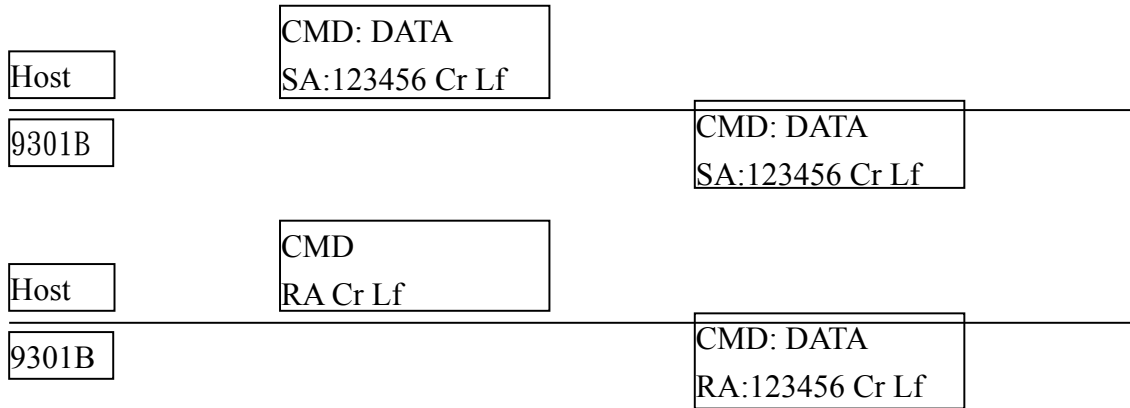 CMD: DATA
Host
SA:123456 Cr Lf
9301B
CMD: DATA
SA:123456 Cr Lf
CMD
Host
RA Cr Lf
9301B
CMD: DATA
RA:123456 Cr Lf